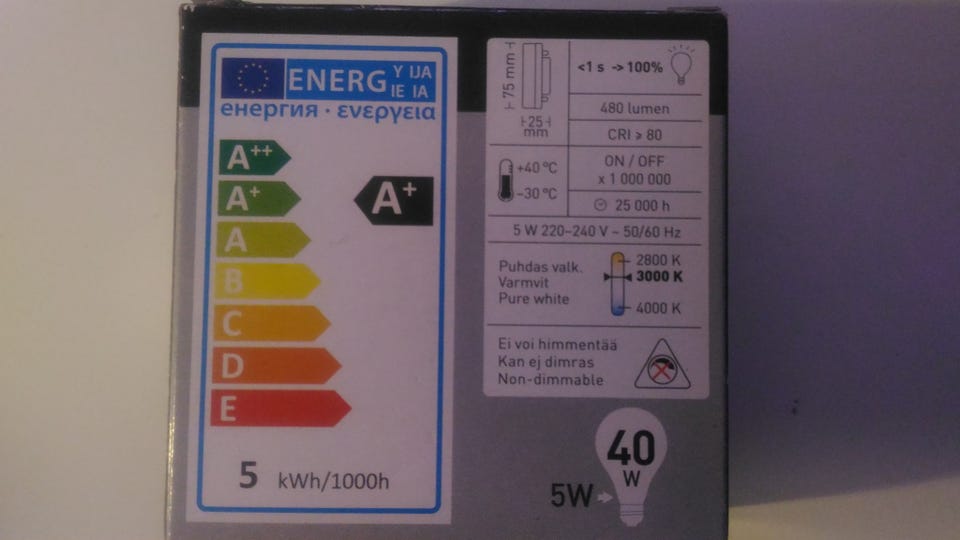 ENERG Y IJA
IE IA
енергия · ενεργεια
A++
A+
A
B
C
D
E
A+
5 kWh/1000h
75 mm
25
mm
<1 s -> 100%
480 lumen
CRI ≥ 80
+40 °C
-30 °C
ON / OFF
x 1 000 000
25 000 h
5 W 220-240 V ~ 50/60 Hz
Puhdas valk.
Varmvit
Pure white
2800 K
3000 K
4000 K
Ei voi himmentää
Kan ej dimras
Non-dimmable
5W
40
W